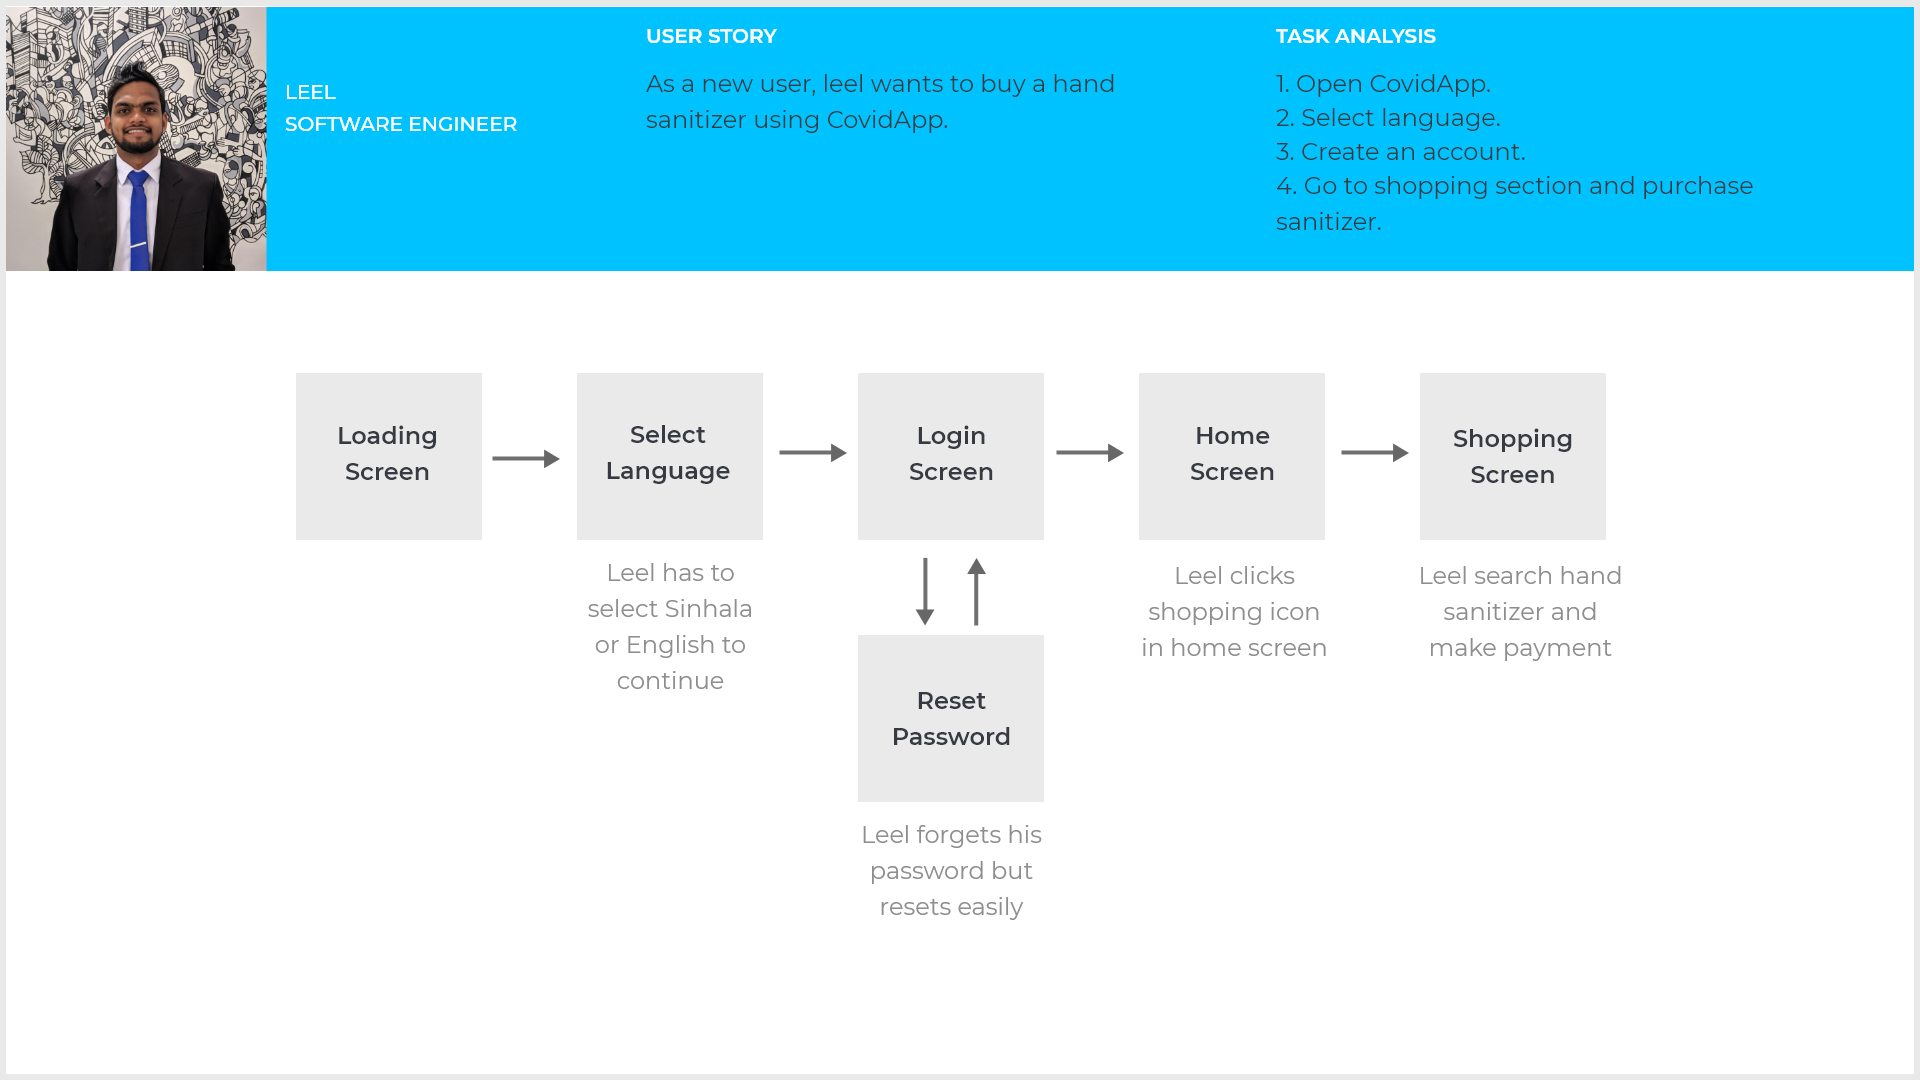 LEEL
SOFTWARE ENGINEER
USER STORY
As a new user, leel wants to buy a hand
sanitizer using CovidApp.
TASK ANALYSIS
1. Open CovidApp.
2. Select language.
3. Create an account.
4. Go to shopping section and purchase
sanitizer.
Loading
Screen
Select
Language
Leel has to
select Sinhala
or English to
continue
Login
Screen
Reset
Password
Leel forgets his
password but
resets easily
Home
Screen
Leel clicks
shopping icon
in home screen
Shopping
Screen
Leel search hand
sanitizer and
make payment